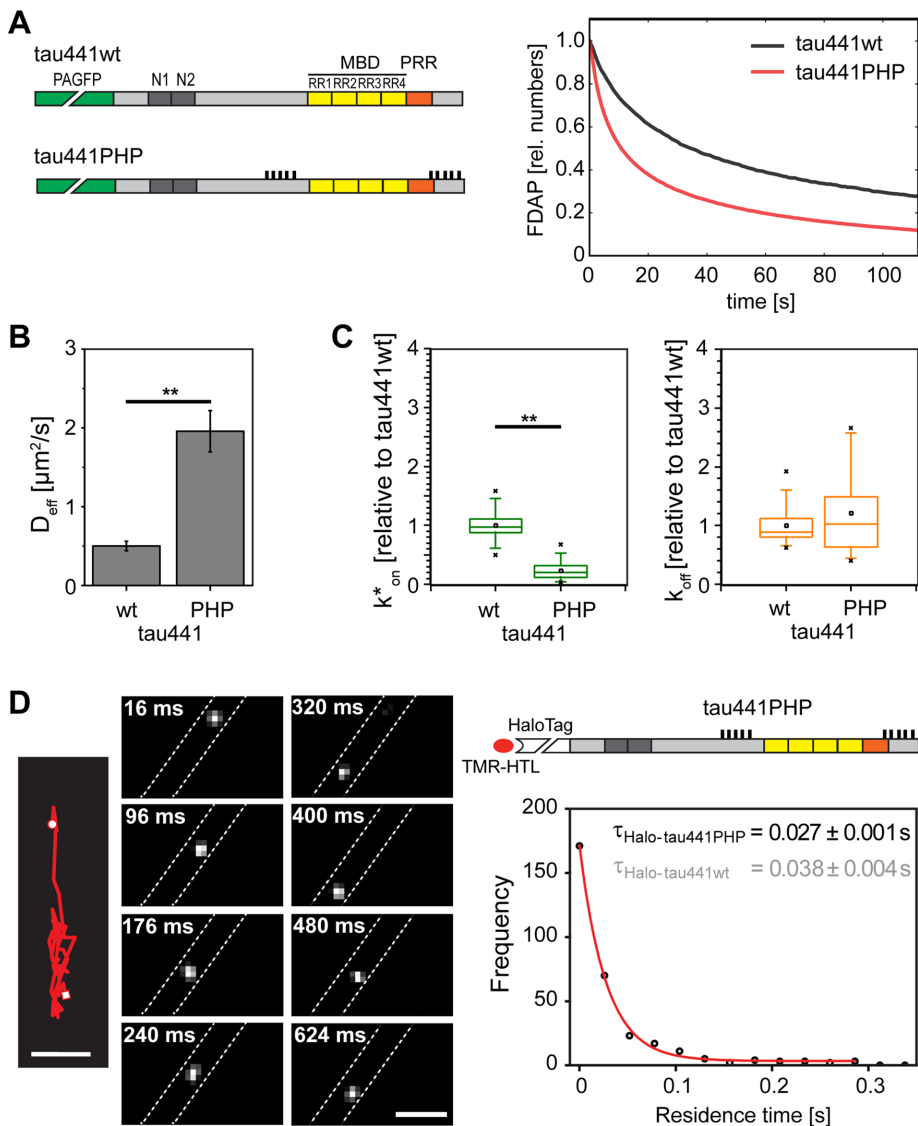 A
tau441wt
PAGFP N1 N2 MBD PRR
RR1 RR2 RR3 RR4
tau441PHP
FDAP [rel. numbers]
1.0
0.8
0.6
0.4
0.2
0
0 20 40 60 80 100
time [s]
tau441wt
tau441PHP
B
D_eff [µm²/s]
3
2
1
0
**
wt PHP
tau441
C
k*_on [relative to tau441wt]
4
3
2
1
0
**
wt PHP
tau441
k_off [relative to tau441wt]
4
3
2
1
0
wt PHP
tau441
D
16 ms
320 ms
96 ms
400 ms
176 ms
480 ms
240 ms
624 ms
tau441PHP
HaloTag
TMR-HTL
Frequency
200
150
100
50
0
τHalo-tau441PHP = 0.027 ± 0.001 s
τHalo-tau441wt = 0.038 ± 0.004 s
0 0.1 0.2 0.3
Residence time [s]